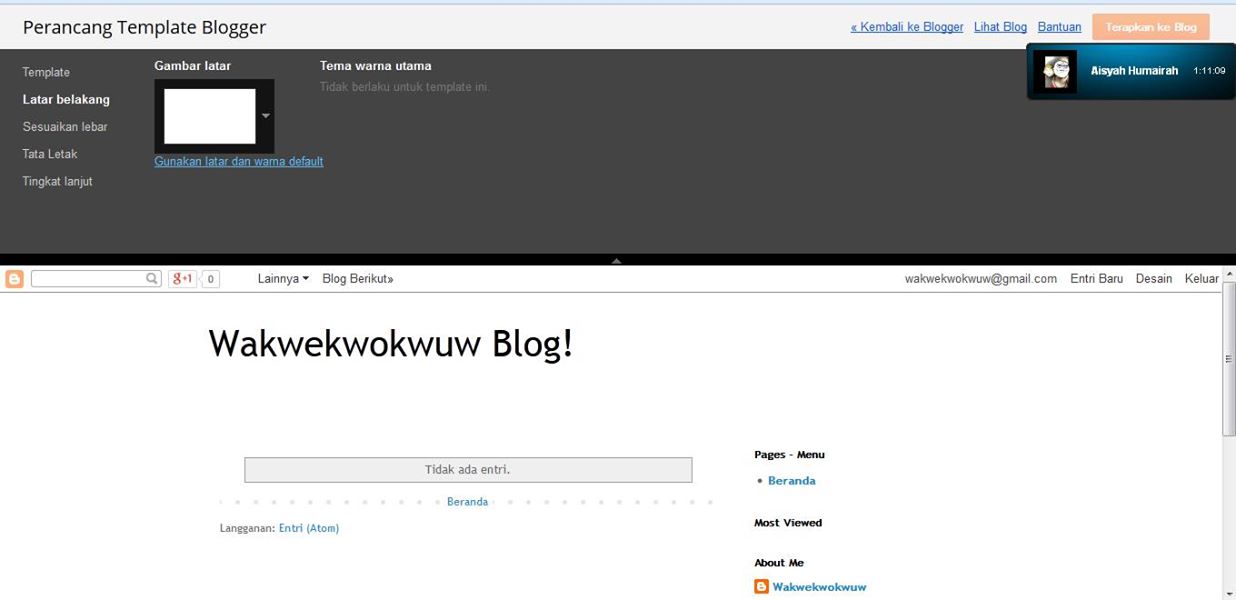 Perancang Template Blogger
« Kembali ke Blogger Lihat Blog Bantuan Terapkan ke Blog
Aisyah Humairah 1:11:09
Template
Latar belakang
Sesuaikan lebar
Tata Letak
Tingkat lanjut
Gambar latar
Gunakan latar dan warna default
Tema warna utama
Tidak berlaku untuk template ini.
g+1 0 Lainnya Blog Berikut» wakwekwokwuw@gmail.com Entri Baru Desain Keluar
Wakwekwokwuw Blog!
Tidak ada entri.
Beranda
Langganan: Entri (Atom)
Pages - Menu
Beranda
Most Viewed
About Me
Wakwekwokwuw